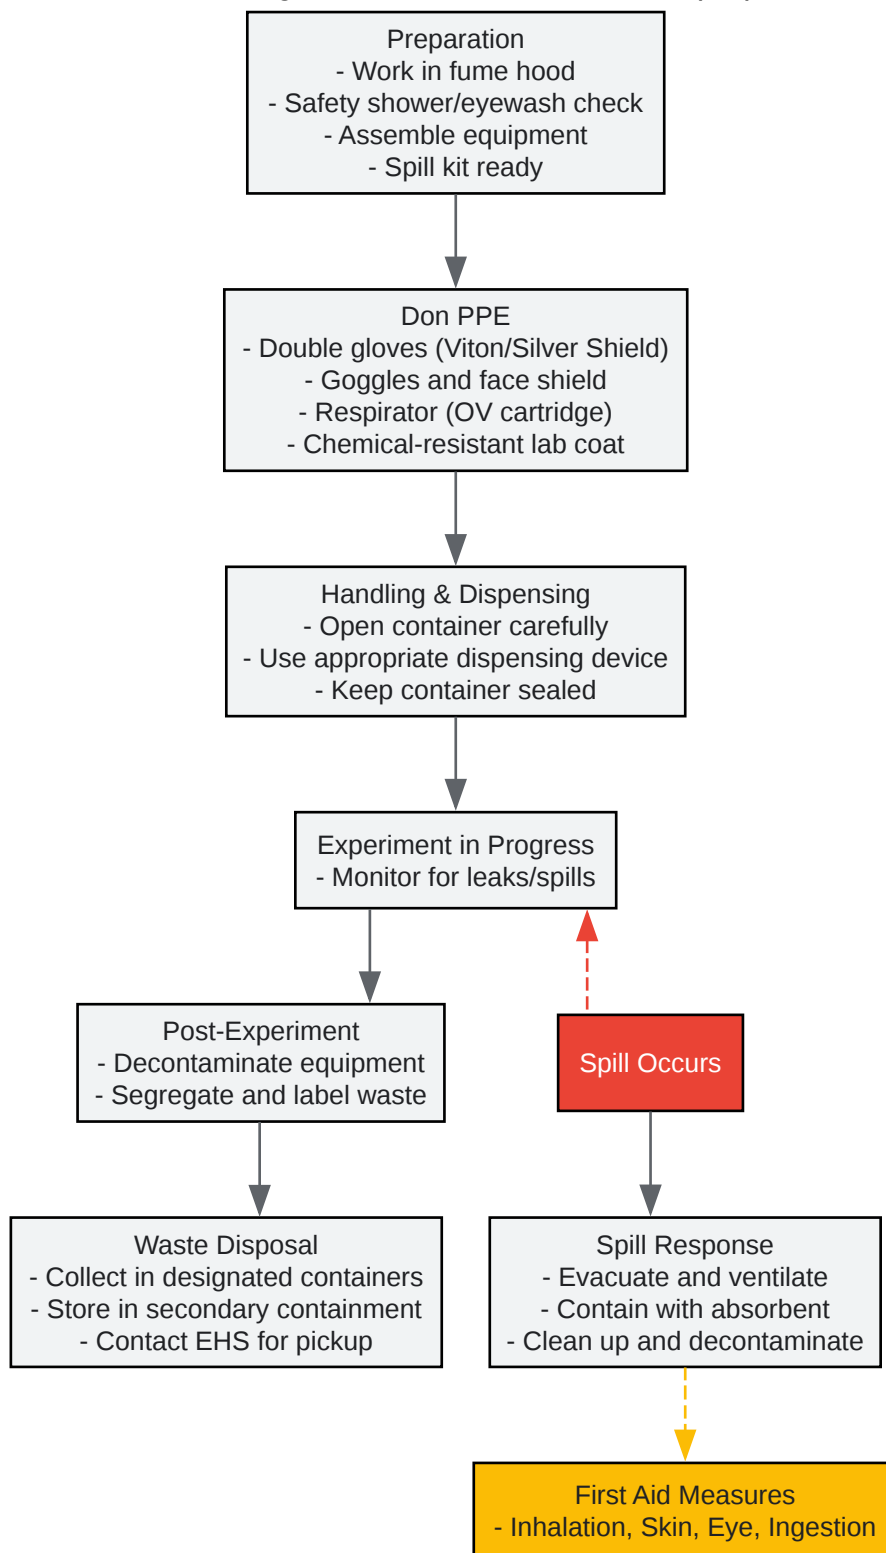 Preparation
- Work in fume hood
- Safety shower/eyewash check
- Assemble equipment
- Spill kit ready
Don PPE
- Double gloves (Viton/Silver Shield)
- Goggles and face shield
- Respirator (OV cartridge)
- Chemical-resistant lab coat
Handling & Dispensing
- Open container carefully
- Use appropriate dispensing device
- Keep container sealed
Experiment in Progress
- Monitor for leaks/spills
Post-Experiment
- Decontaminate equipment
- Segregate and label waste
Spill Occurs
Waste Disposal
- Collect in designated containers
- Store in secondary containment
- Contact EHS for pickup
Spill Response
- Evacuate and ventilate
- Contain with absorbent
- Clean up and decontaminate
First Aid Measures
- Inhalation, Skin, Eye, Ingestion